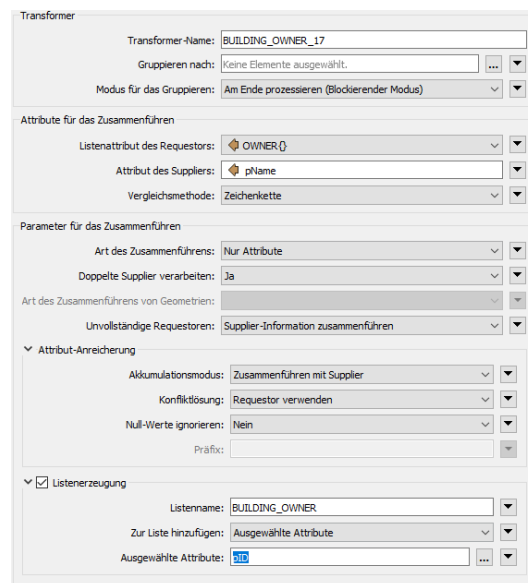 Transformer
Transformer-Name: BUILDING_OWNER_17
Gruppieren nach: Keine Elemente ausgewählt. ...
Modus für das Gruppieren: Am Ende prozessieren (Blockierender Modus)
Attribute für das Zusammenführen
Listenattribut des Requestors: OWNER{}
Attribut des Suppliers: pName
Vergleichsmethode: Zeichenkette
Parameter für das Zusammenführen
Art des Zusammenführens: Nur Attribute
Doppelte Supplier verarbeiten: Ja
Art des Zusammenführens von Geometrien:
Unvollständige Requestoren: Supplier-Information zusammenführen
Attribut-Anreicherung
Akkumulationsmodus: Zusammenführen mit Supplier
Konfliktlösung: Requestor verwenden
Null-Werte ignorieren: Nein
Präfix:
Listenerzeugung
Listenname: BUILDING_OWNER
Zur Liste hinzufügen: Ausgewählte Attribute
Ausgewählte Attribute: pID ...